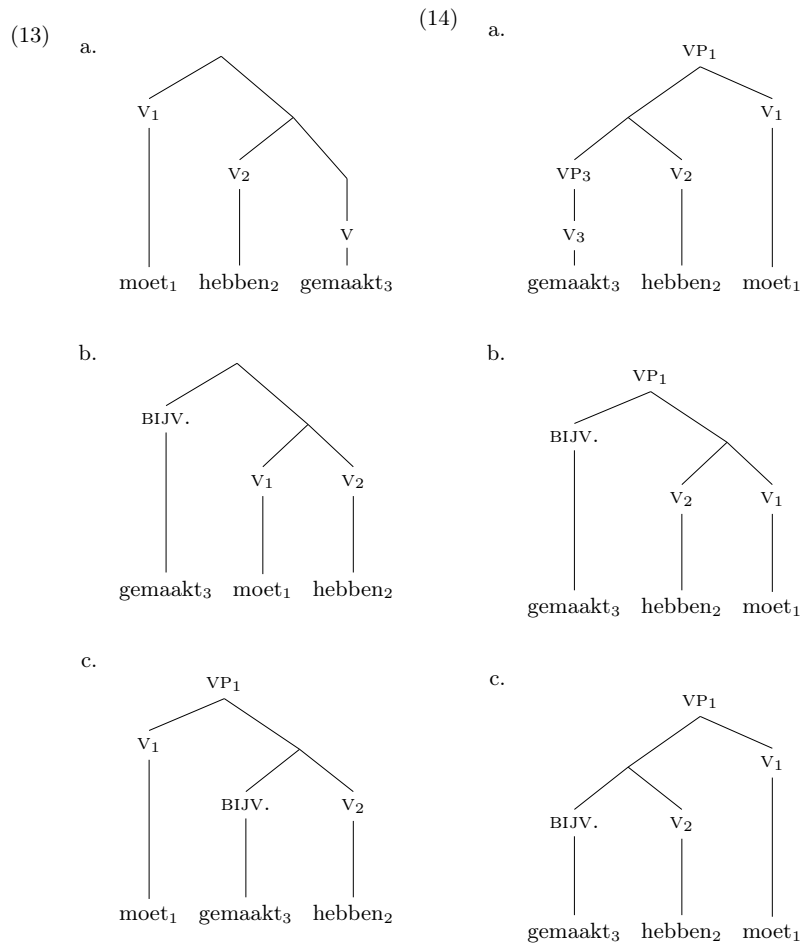 (13)
a.
V₁
V₂
V
moet₁ hebben₂ gemaakt₃
b.
BIJV.
V₁ V₂
gemaakt₃ moet₁ hebben₂
c.
VP₁
V₁
BIJV. V₂
moet₁ gemaakt₃ hebben₂
(14)
a.
VP₁
V₁
VP₃ V₂
V₃
gemaakt₃ hebben₂ moet₁
b.
VP₁
BIJV.
V₂ V₁
gemaakt₃ hebben₂ moet₁
c.
VP₁
V₁
BIJV. V₂
gemaakt₃ hebben₂ moet₁